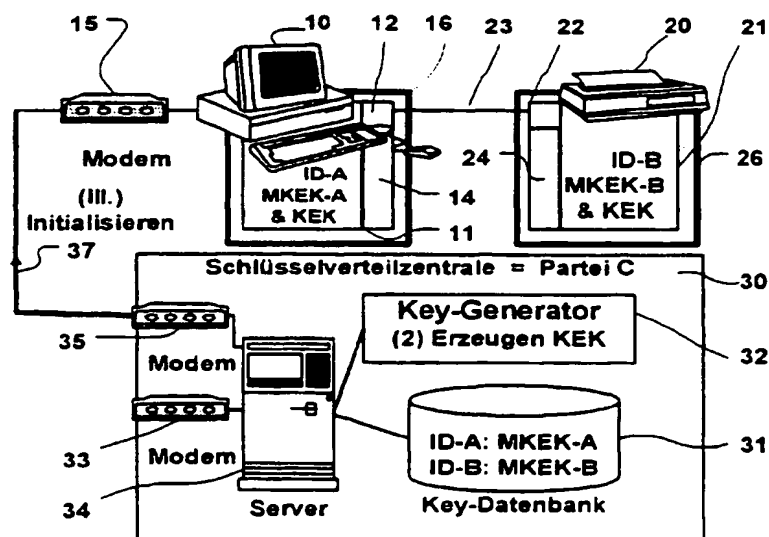 15
10
12
16
23
22
20
21
Modem
(III.)
Initialisieren
37
ID-A
MKEK-A
& KEK
14
11
24
ID-B
MKEK-B
& KEK
26
Schlüsselverteilzentrale = Partei C
30
35
Modem
Key-Generator
(2) Erzeugen KEK
32
33
Modem
34
Server
ID-A: MKEK-A
ID-B: MKEK-B
31
Key-Datenbank